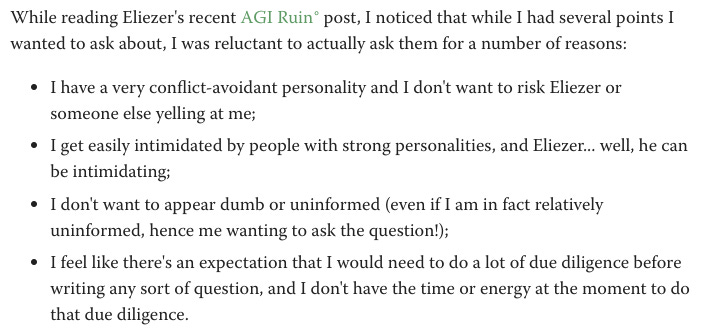 While reading Eliezer's recent AGI Ruin° post, I noticed that while I had several points I
wanted to ask about, I was reluctant to actually ask them for a number of reasons:
• I have a very conflict-avoidant personality and I don't want to risk Eliezer or
someone else yelling at me;
• I get easily intimidated by people with strong personalities, and Eliezer... well, he can
be intimidating;
• I don't want to appear dumb or uninformed (even if I am in fact relatively
uninformed, hence me wanting to ask the question!);
• I feel like there's an expectation that I would need to do a lot of due diligence before
writing any sort of question, and I don't have the time or energy at the moment to do
that due diligence.